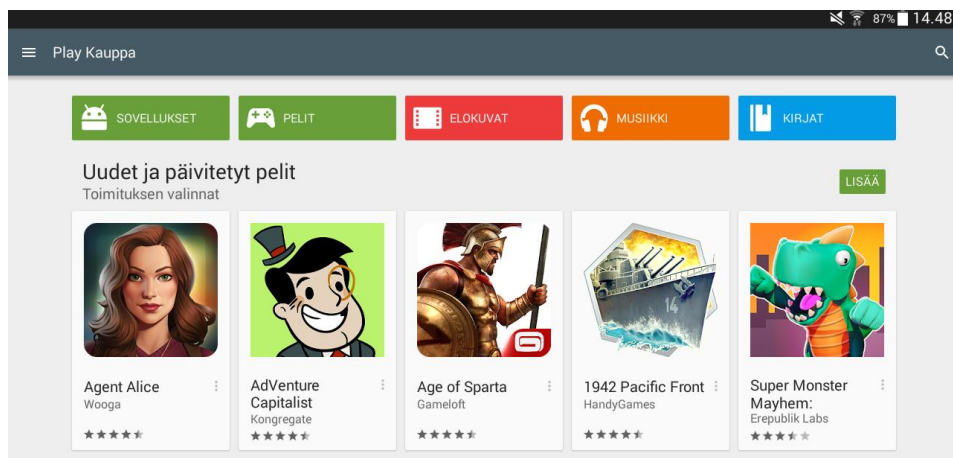 87% 14.48
Play Kauppa
SOVELLUKSET
PELIT
ELOKUVAT
MUSIIKKI
KIRJAT
Uudet ja päivitetyt pelit
Toimituksen valinnat
LISÄÄ
Agent Alice
Wooga
AdVenture
Capitalist
Kongregate
Age of Sparta
Gameloft
14
1942 Pacific Front
HandyGames
Super Monster
Mayhem:
Erepublik Labs